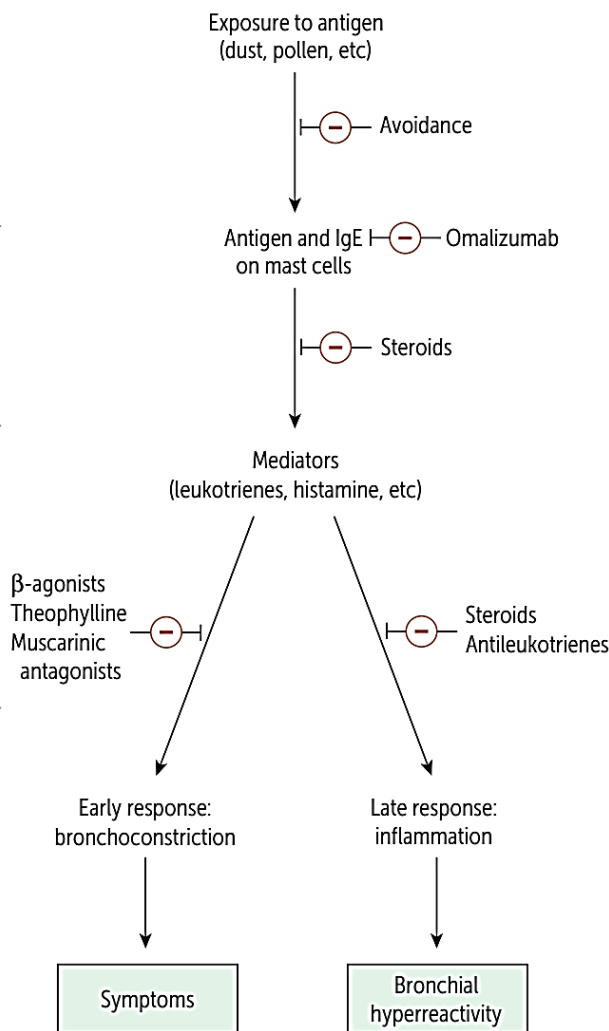 Exposure to antigen
(dust, pollen, etc)
Avoidance
Antigen and IgE
on mast cells
Omalizumab
Steroids
Mediators
(leukotrienes, histamine, etc)
β-agonists
Theophylline
Muscarinic
antagonists
Steroids
Antileukotrienes
Early response:
bronchoconstriction
Late response:
inflammation
Symptoms
Bronchial
hyperreactivity